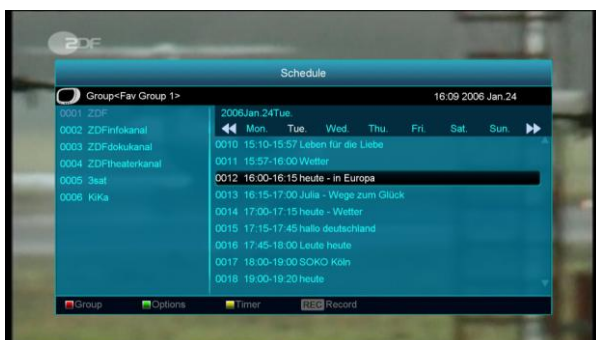 ZDF
Schedule
Group<Fav Group 1>
16:09 2006 Jan.24
0001 ZDF
0002 ZDFinfokanal
0003 ZDFdokukanal
0004 ZDFtheaterkanal
0005 3sat
0006 KiKa
2006Jan.24Tue.
Mon. Tue. Wed. Thu. Fri. Sat. Sun.
0010 15:10-15:57 Leben für die Liebe
0011 15:57-16:00 Wetter
0012 16:00-16:15 heute - in Europa
0013 16:15-17:00 Julia - Wege zum Glück
0014 17:00-17:15 heute - Wetter
0015 17:15-17:45 hallo deutschland
0016 17:45-18:00 Leute heute
0017 18:00-19:00 SOKO Köln
0018 19:00-19:20 heute
Group Options Timer REC Record